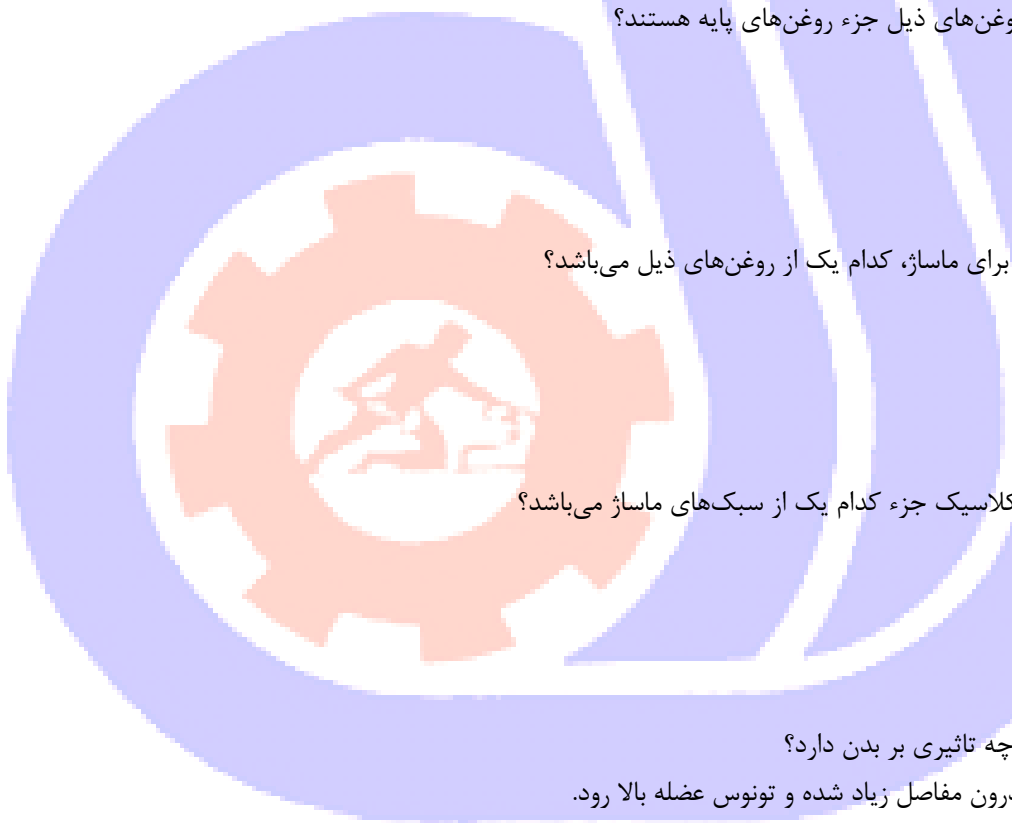 وغن‌های ذیل جزء روغن‌های پایه هستند؟
برای ماساژ، کدام یک از روغن‌های ذیل می‌باشد؟
کلاسیک جزء کدام یک از سبک‌های ماساژ می‌باشد؟
چه تاثیری بر بدن دارد؟
درون مفاصل زیاد شده و تونوس عضله بالا رود.